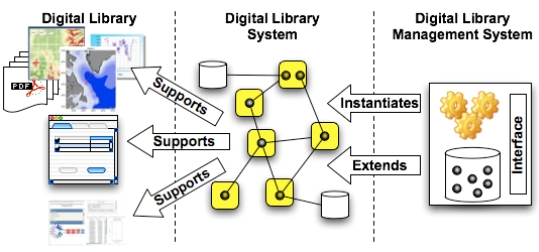 Digital Library
Digital Library
System
Digital Library
Management System
PDF
Supports
Supports
Supports
Instantiates
Extends
Interface